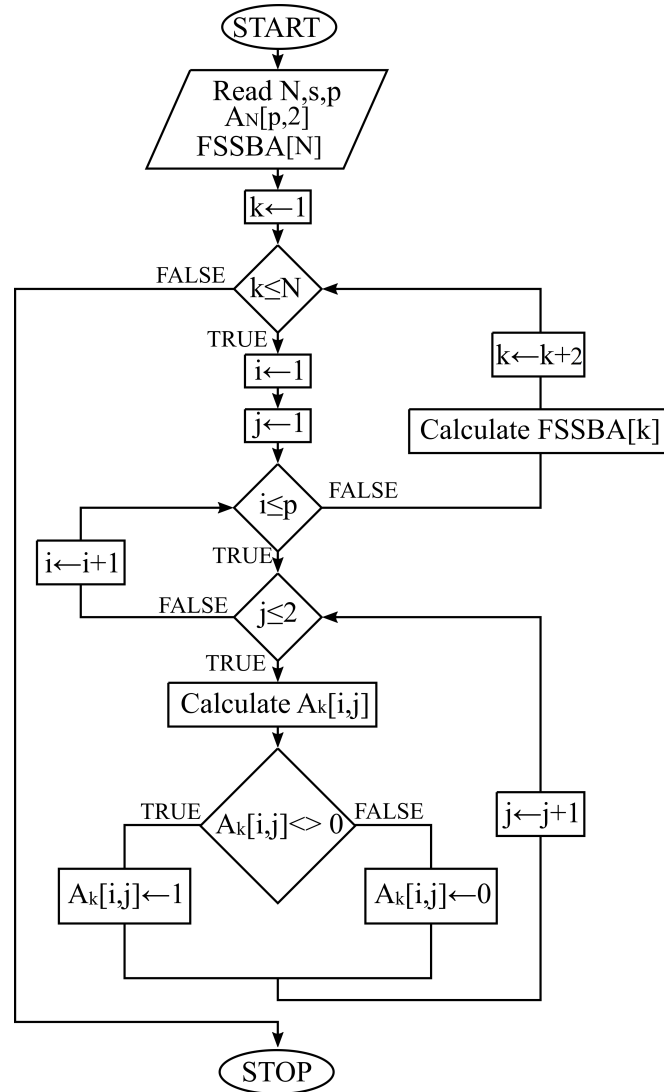 START
Read N,s,p
AN[p,2]
FSSBA[N]
k←1
FALSE
k≤N
TRUE
k←k+2
i←1
j←1
Calculate FSSBA[k]
i≤p
FALSE
i←i+1
TRUE
FALSE
j≤2
TRUE
Calculate Ak[i,j]
TRUE
Ak[i,j]<> 0
FALSE
j←j+1
Ak[i,j]←1
Ak[i,j]←0
STOP